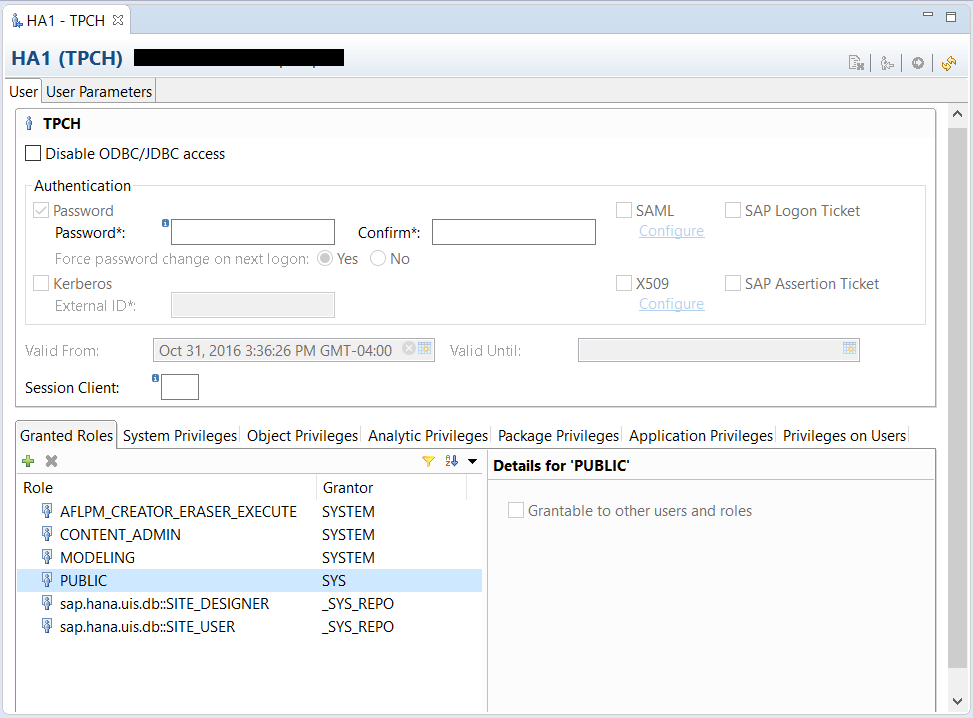 HA1 - TPCH
HA1 (TPCH)
User User Parameters
TPCH
Disable ODBC/JDBC access
Authentication
Password SAML SAP Logon Ticket
Password*: Confirm*: Configure
Force password change on next logon: Yes No
Kerberos X509 SAP Assertion Ticket
External ID*: Configure
Valid From: Oct 31, 2016 3:36:26 PM GMT-04:00 Valid Until:
Session Client:
Granted Roles System Privileges Object Privileges Analytic Privileges Package Privileges Application Privileges Privileges on Users
Details for 'PUBLIC'
Role Grantor
Grantable to other users and roles
AFLPM_CREATOR_ERASER_EXECUTE SYSTEM
CONTENT_ADMIN SYSTEM
MODELING SYSTEM
PUBLIC SYS
sap.hana.uis.db::SITE_DESIGNER _SYS_REPO
sap.hana.uis.db::SITE_USER _SYS_REPO